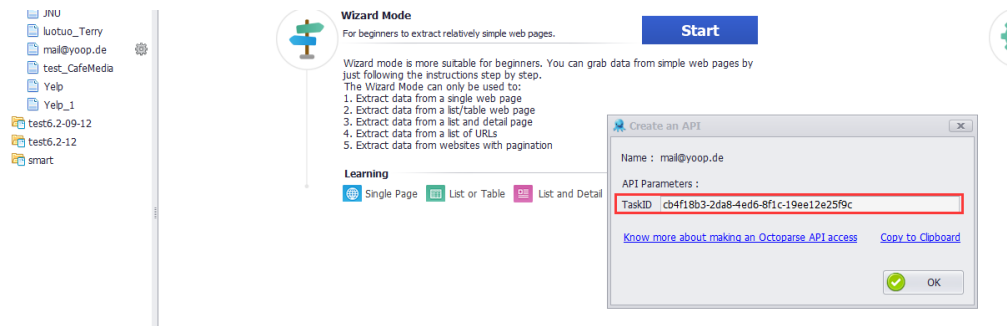 JNU
luotuo_Terry
mail@yoop.de
test_CafeMedia
Yelp
Yelp_1
test6.2-09-12
test6.2-12
smart
Wizard Mode
For beginners to extract relatively simple web pages.
Start
Wizard mode is more suitable for beginners. You can grab data from simple web pages by
just following the instructions step by step.
The Wizard Mode can only be used to:
1. Extract data from a single web page
2. Extract data from a list/table web page
3. Extract data from a list and detail page
4. Extract data from a list of URLs
5. Extract data from websites with pagination
Learning
Single Page List or Table List and Detail
Create an API
Name : mail@yoop.de
API Parameters :
TaskID cb4f18b3-2da8-4ed6-8f1c-19ee12e25f9c
Know more about making an Octoparse API access Copy to Clipboard
OK